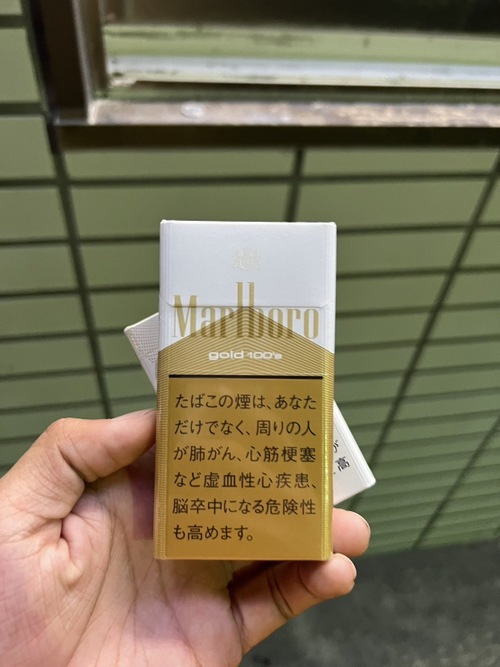 Marlboro
gold 100's
たばこの煙は、あなた
だけでなく、周りの人
が肺がん、心筋梗塞
など虚血性心疾患、
脳卒中になる危険性
も高めます。
が
高